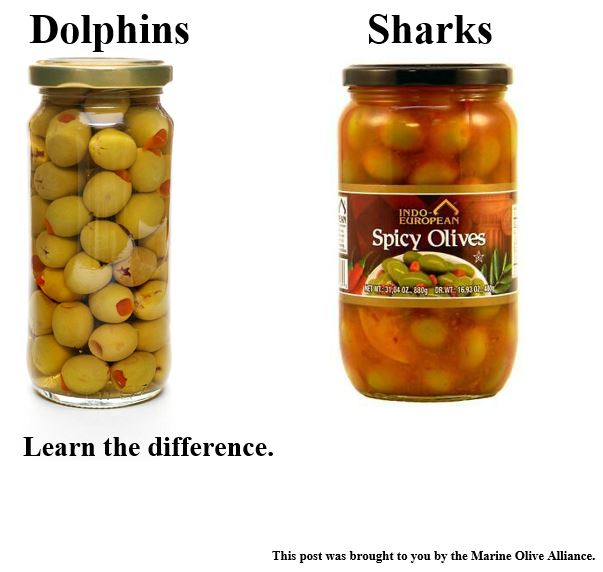 Dolphins
Sharks
INDO-
EUROPEAN
Spicy Olives
NET WT. 31,04 OZ. 880g DR.WT. 16.93 OZ. 480g
Learn the difference.
This post was brought to you by the Marine Olive Alliance.